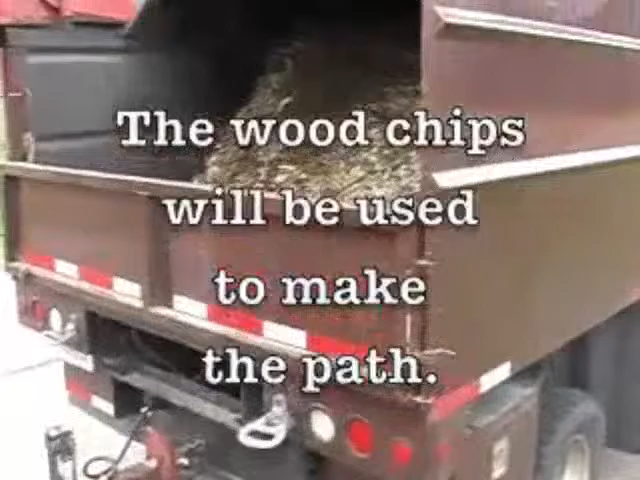 The wood chips
will be used
to make
the path.